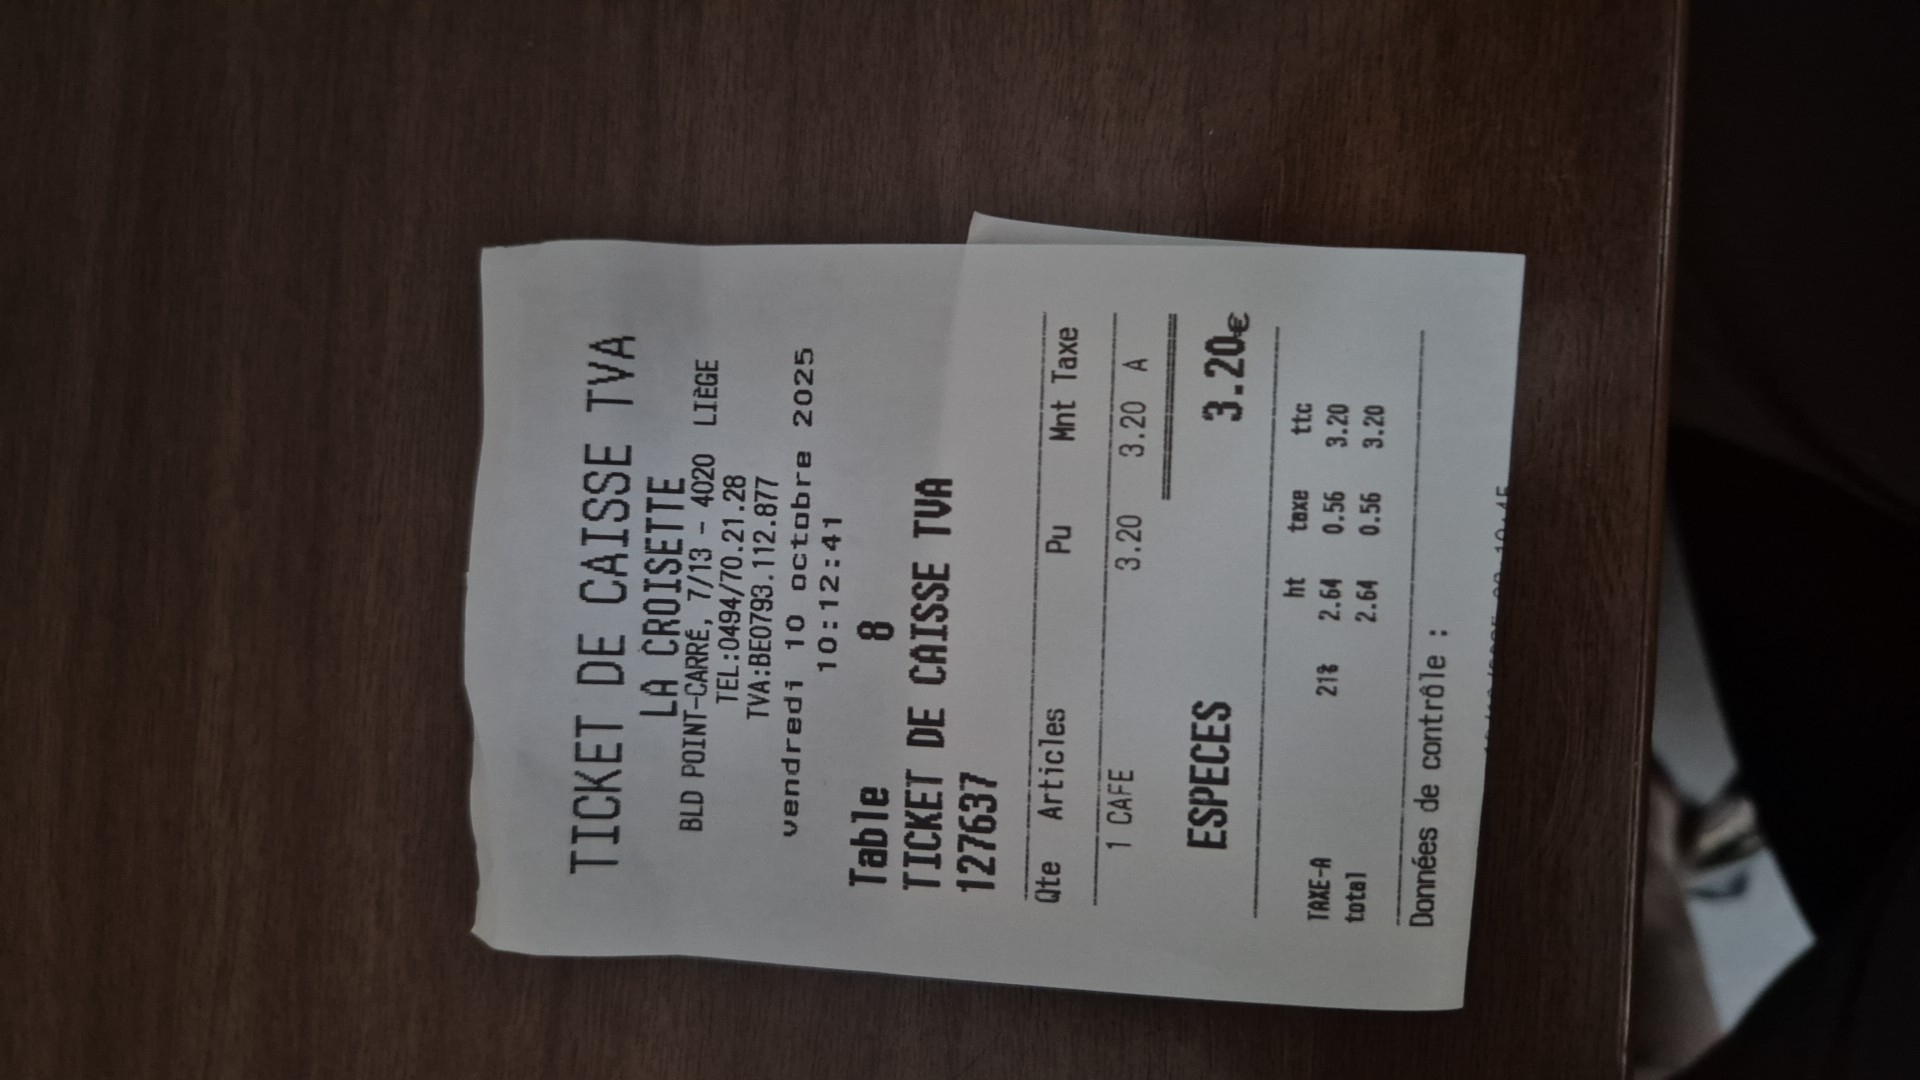 TICKET DE CAISSE TVA
LA CROISETTE
BLD POINT-CARRÉ, 7/13 - 4020 LIÈGE
TEL:0494/70.21.28
TVA:BE0793.112.877
vendredi 10 octobre 2025
10:12:41
Table 8
TICKET DE CAISSE TVA
127637
Qte Articles Pu Mnt Taxe
1 CAFE 3.20 3.20 A
ESPECES 3.20€
ht taxe ttc
TAXE-A 21% 2.64 0.56 3.20
total 2.64 0.56 3.20
Données de contrôle :